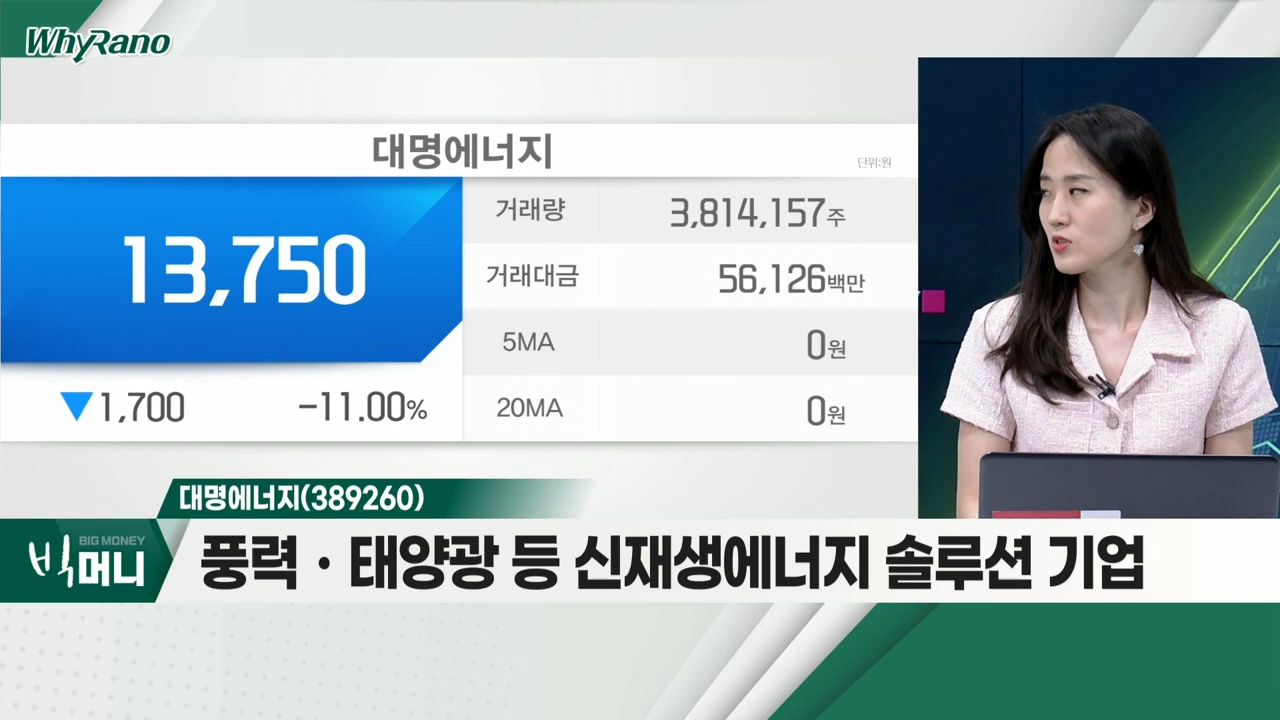 WhyRano
대명에너지
단위:원
13,750
▼1,700 -11.00%
거래량 3,814,157주
거래대금 56,126백만
5MA 0원
20MA 0원
대명에너지(389260)
BIG MONEY
빅머니
풍력·태양광 등 신재생에너지 솔루션 기업